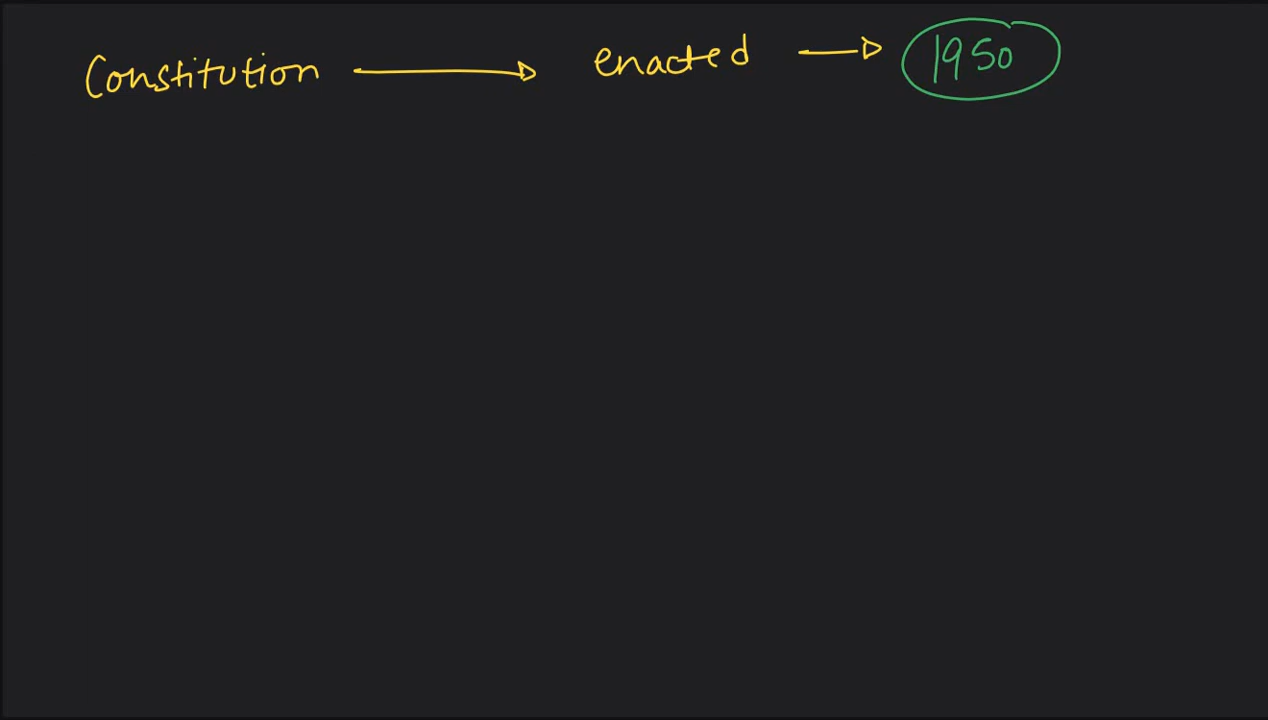 Constitution → enacted → 1950